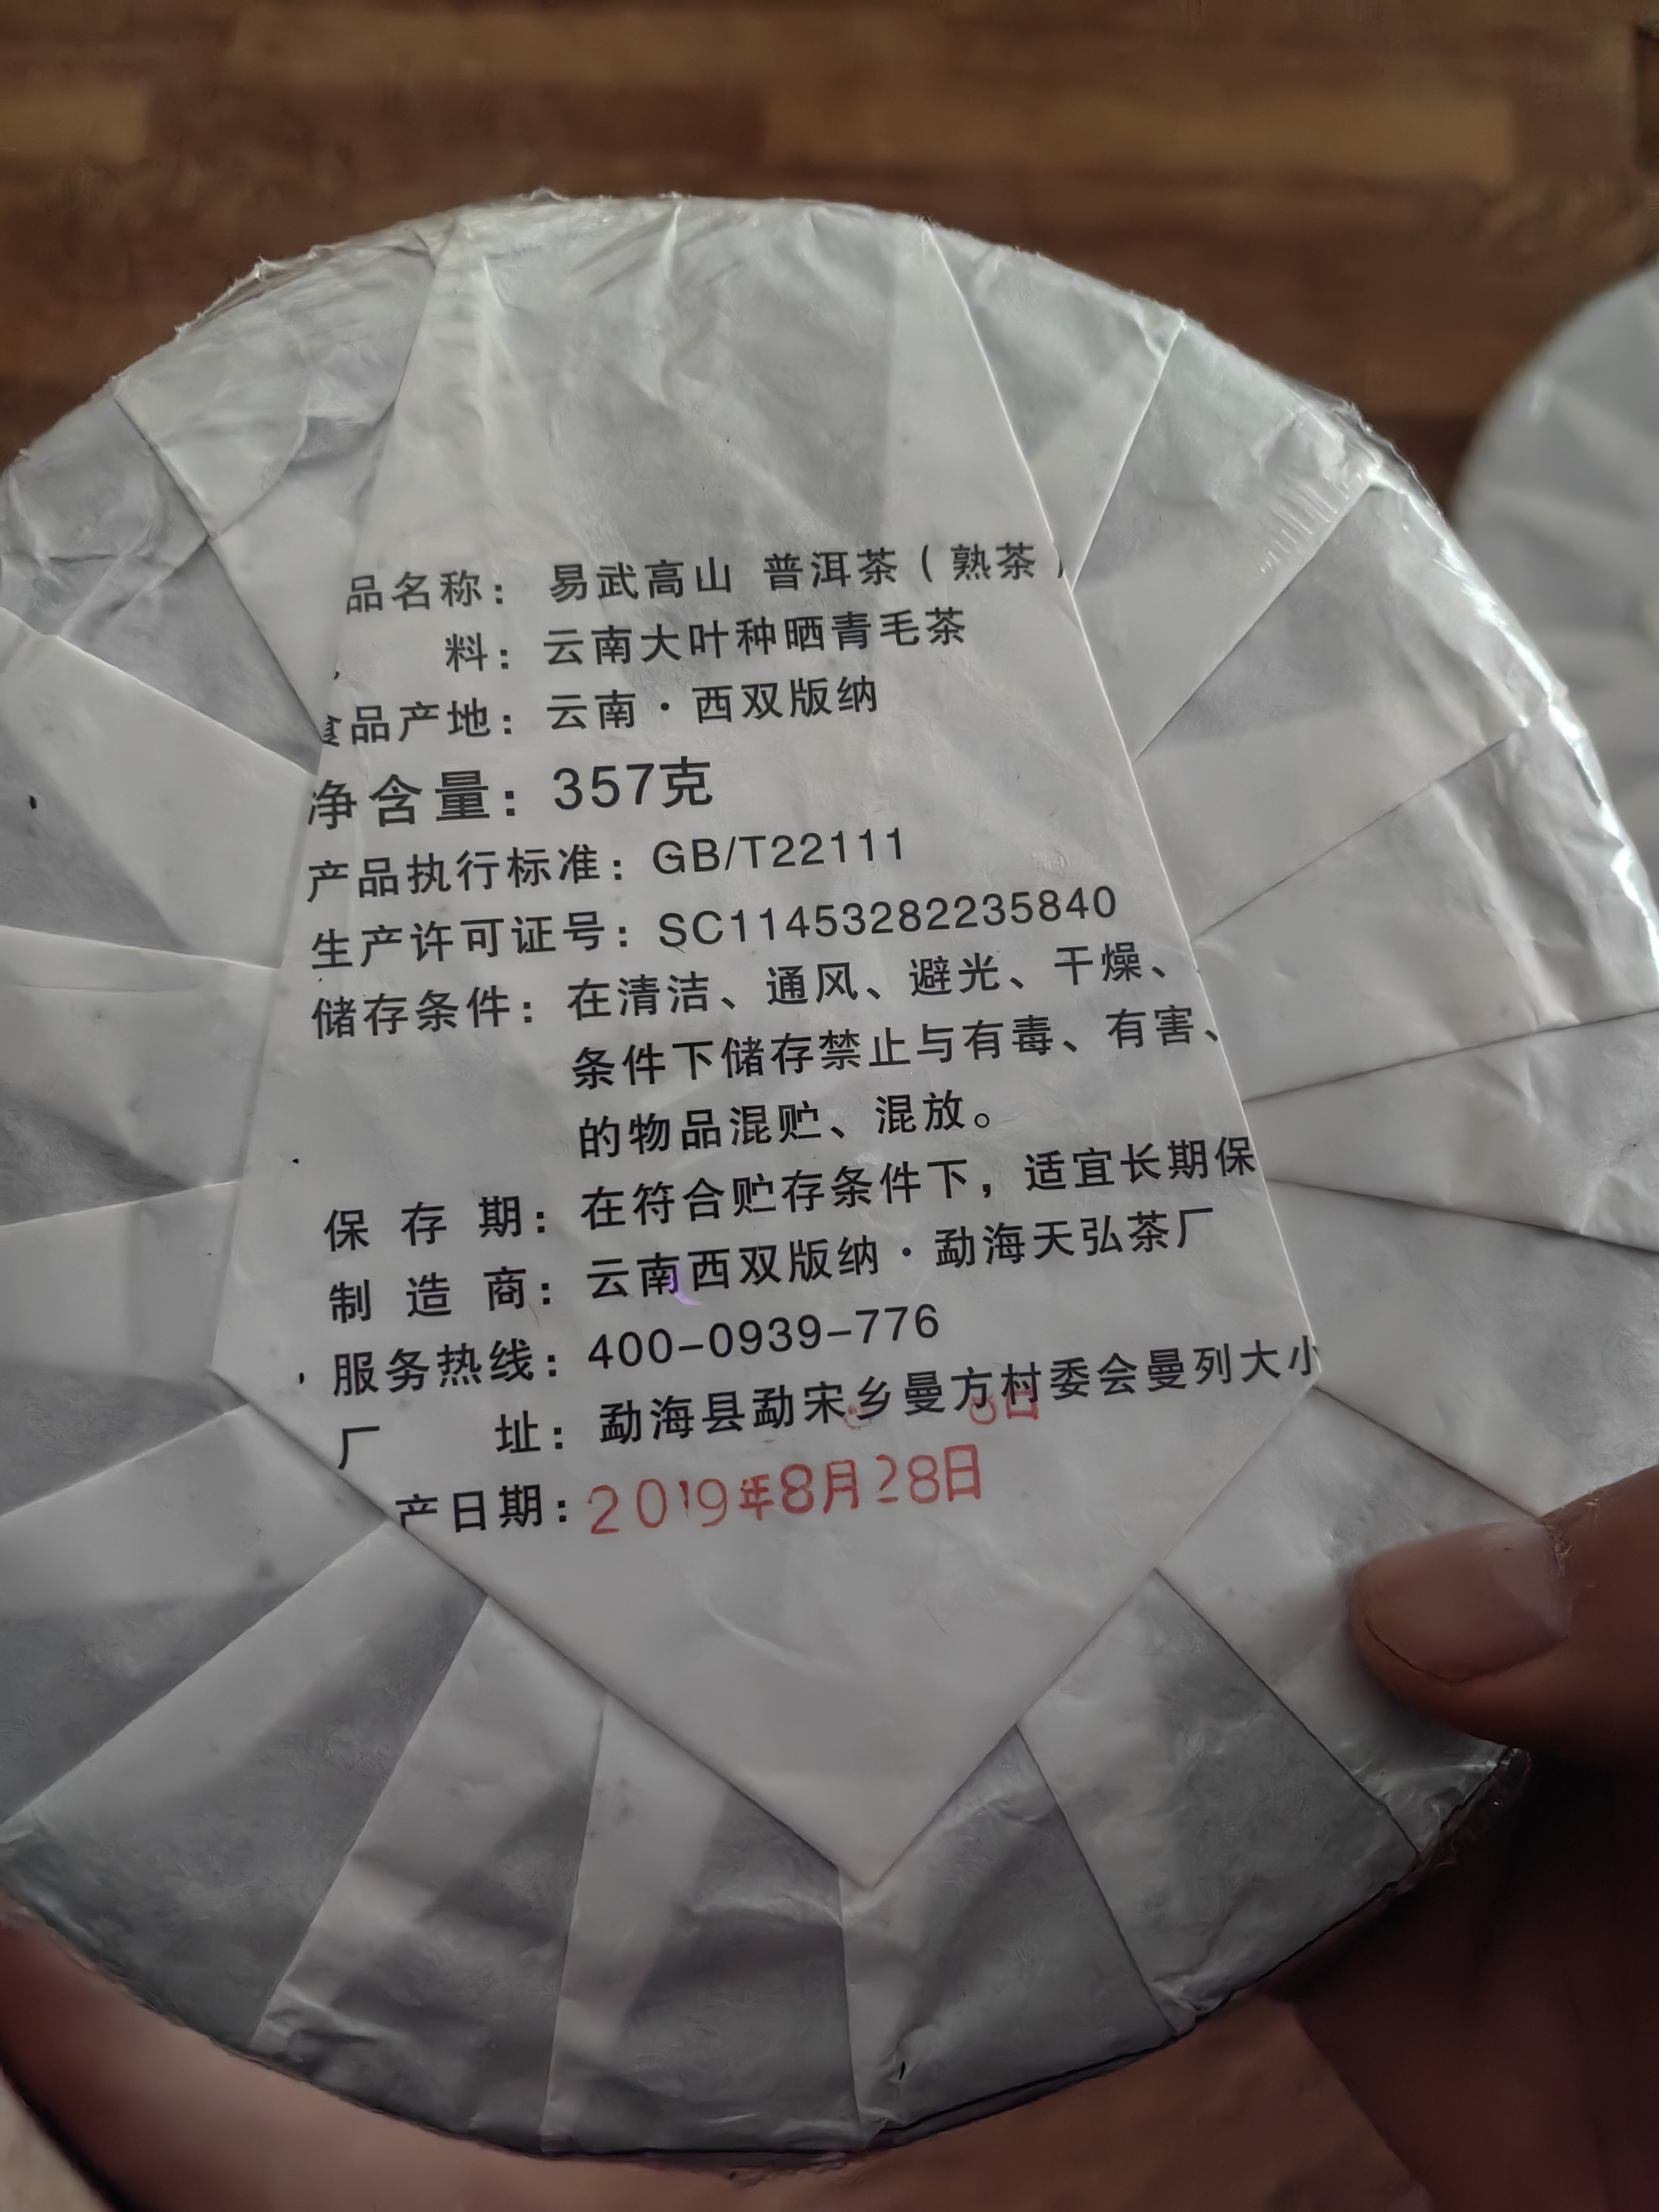 品名称： 易武高山 普洱茶（熟茶）
料：云南大叶种晒青毛茶
食品产地：云南·西双版纳
净含量：357克
产品执行标准：GB/T22111
生产许可证号：SC11453282235840
储存条件：在清洁、通风、避光、干燥、
条件下储存禁止与有毒、有害、
的物品混贮、混放。
保 存 期：在符合贮存条件下，适宜长期保
制 造 商：云南西双版纳·勐海天弘茶厂
服务热线：400-0939-776
厂 址：勐海县勐宋乡曼方村委会曼列大小
产日期：2019年8月28日